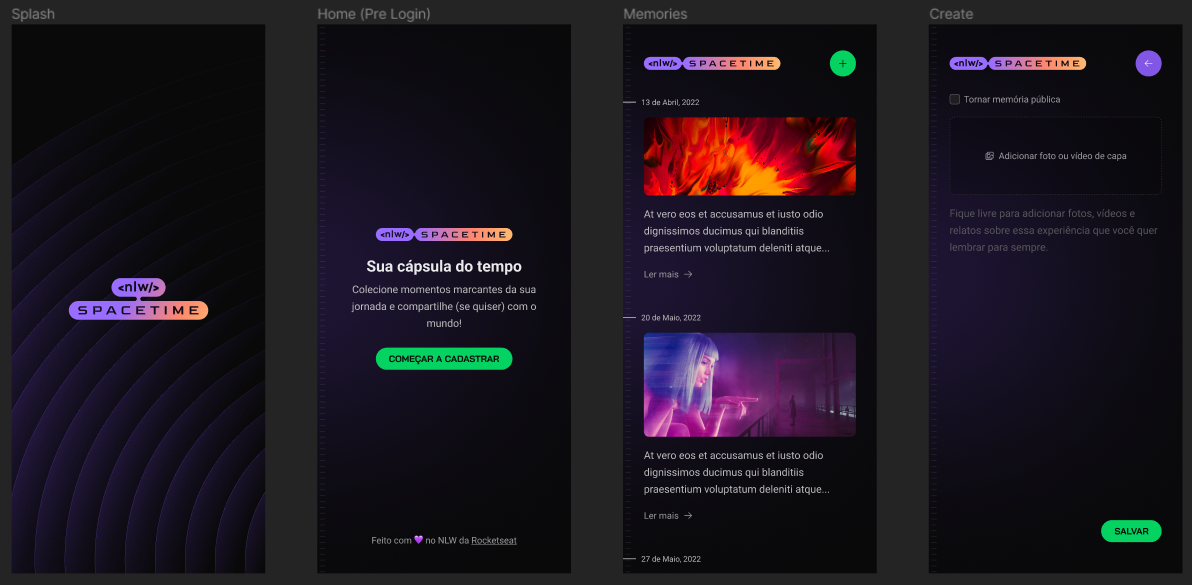 Splash
<nlw/>
SPACETIME
Home (Pre Login)
<nlw/> SPACETIME
Sua cápsula do tempo
Colecione momentos marcantes da sua
jornada e compartilhe (se quiser) com o
mundo!
COMEÇAR A CADASTRAR
Feito com 💜 no NLW da Rocketseat
Memories
<nlw/> SPACETIME
13 de Abril, 2022
At vero eos et accusamus et iusto odio
dignissimos ducimus qui blanditiis
praesentium voluptatum deleniti atque...
Ler mais →
20 de Maio, 2022
At vero eos et accusamus et iusto odio
dignissimos ducimus qui blanditiis
praesentium voluptatum deleniti atque...
Ler mais →
27 de Maio, 2022
Create
<nlw/> SPACETIME
Tornar memória pública
Adicionar foto ou vídeo de capa
Fique livre para adicionar fotos, vídeos e
relatos sobre essa experiência que você quer
lembrar para sempre.
SALVAR